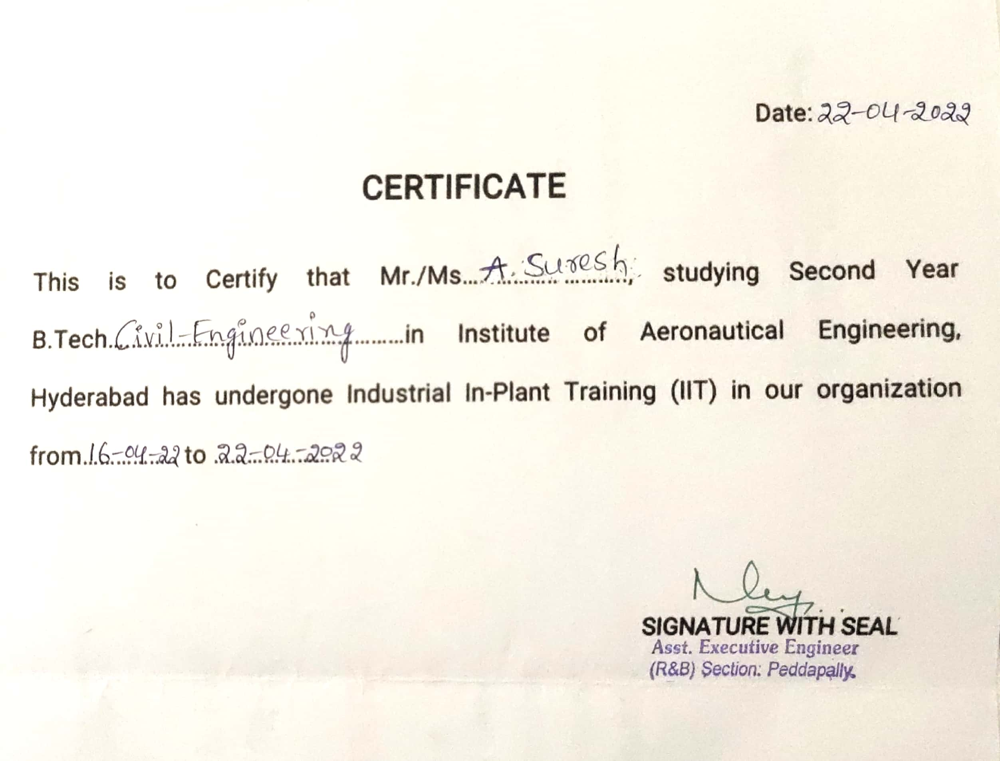 Date: 22-04-2022
CERTIFICATE
This is to Certify that Mr./Ms.... A. Suresh ..........., studying Second Year
B.Tech. Civil-Engineering .........in Institute of Aeronautical Engineering,
Hyderabad has undergone Industrial In-Plant Training (IIT) in our organization
from 16-04-22 to 22-04-2022
SIGNATURE WITH SEAL
Asst. Executive Engineer
(R&B) Section: Peddapally.